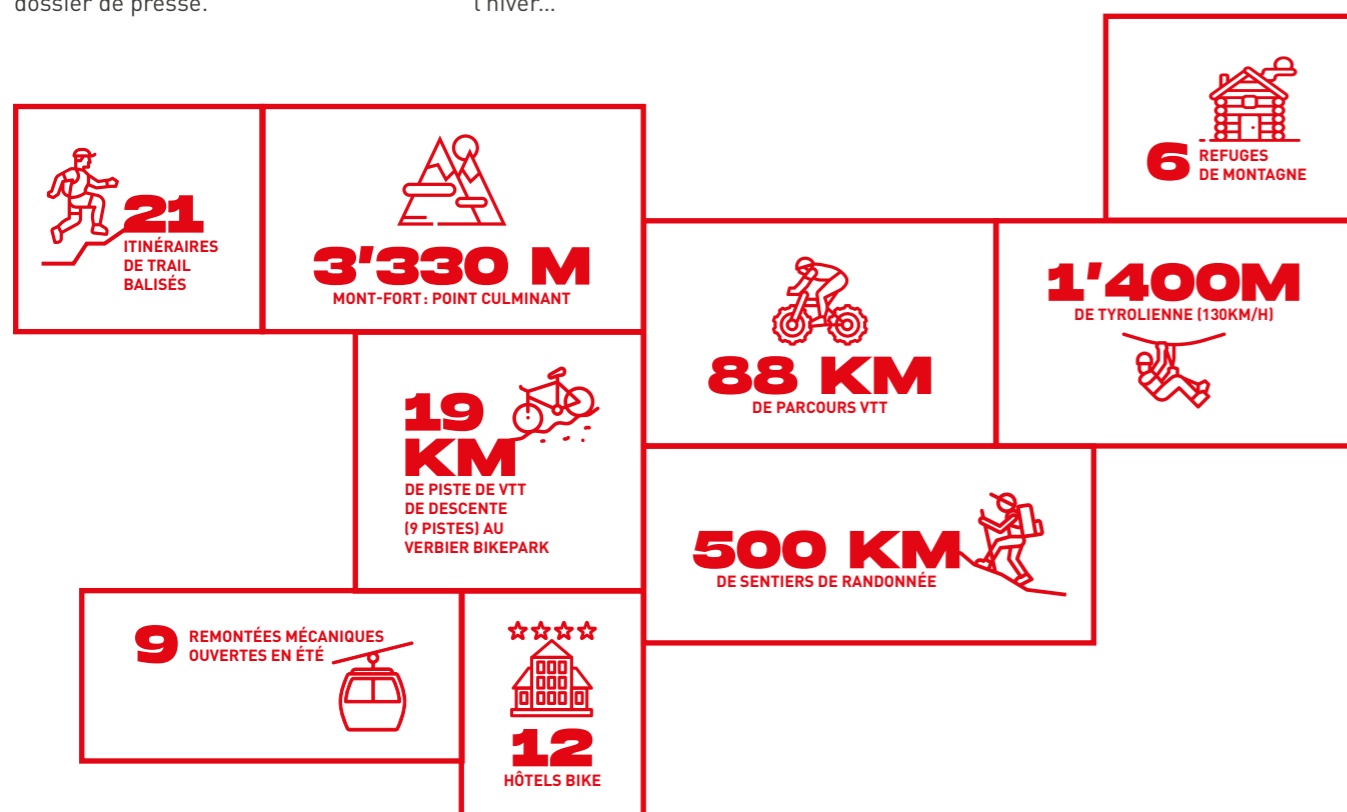 dossier de presse.
l'hiver...
6 REFUGES
DE MONTAGNE
21
ITINÉRAIRES
DE TRAIL
BALISÉS
3'330 M
MONT-FORT : POINT CULMINANT
88 KM
DE PARCOURS VTT
1'400M
DE TYROLIENNE (130KM/H)
19
KM
DE PISTE DE VTT
DE DESCENTE
(9 PISTES) AU
VERBIER BIKEPARK
500 KM
DE SENTIERS DE RANDONNÉE
9 REMONTÉES MÉCANIQUES
OUVERTES EN ÉTÉ
12
HÔTELS BIKE